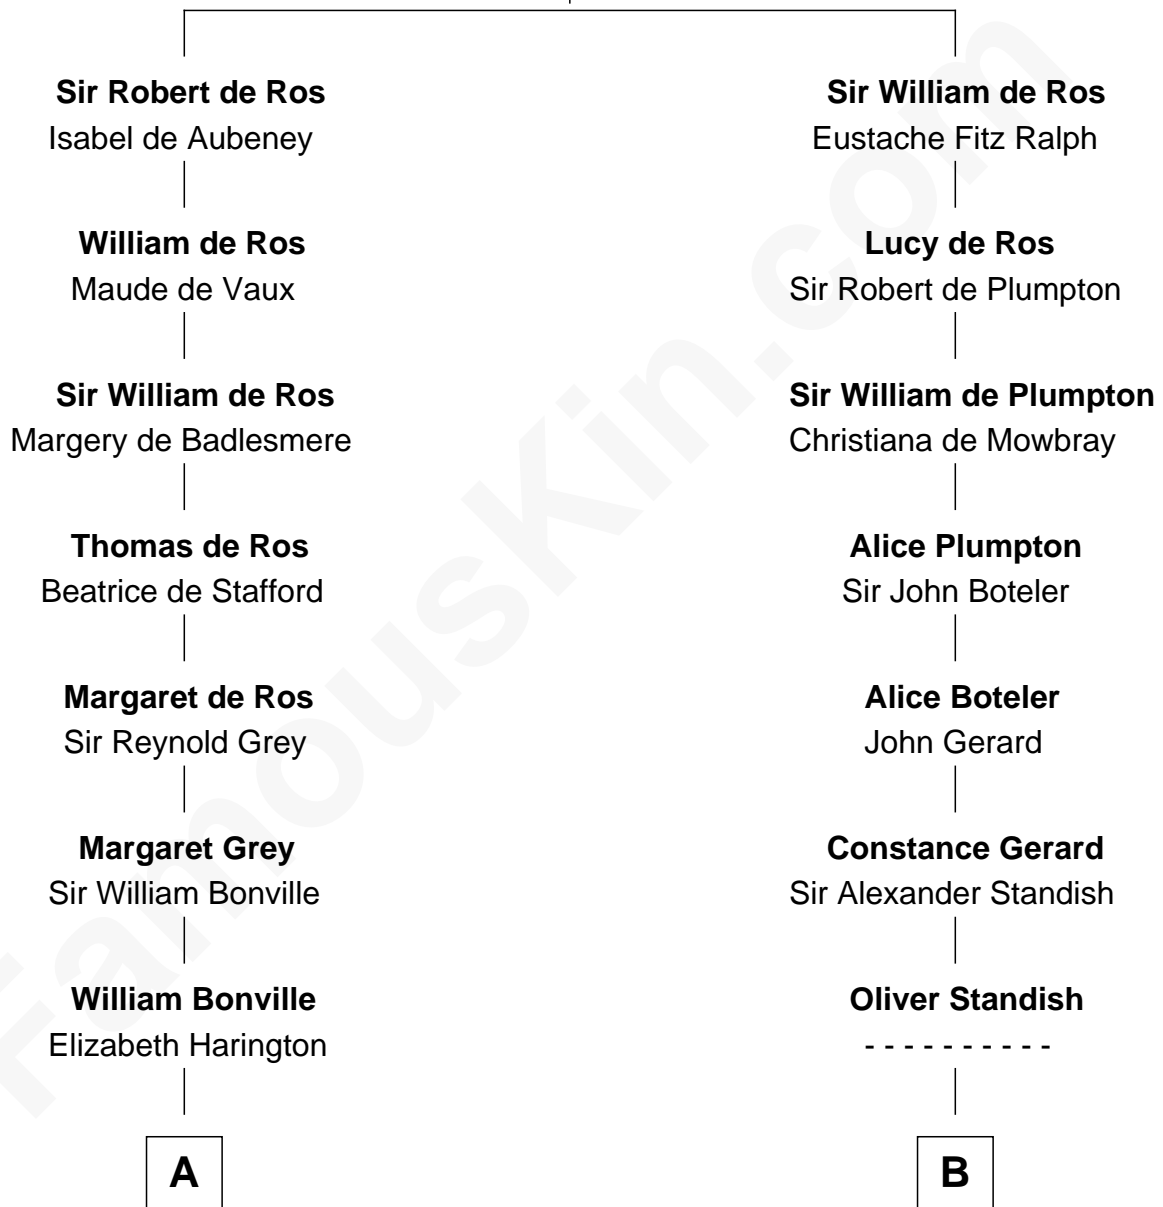 Sir Robert de Ros
Isabel de Aubeney
William de Ros
Maude de Vaux
Sir William de Ros
Margery de Badlesmere
Thomas de Ros
Beatrice de Stafford
Margaret de Ros
Sir Reynold Grey
Margaret Grey
Sir William Bonville
William Bonville
Elizabeth Harington
A
Sir William de Ros
Eustache Fitz Ralph
Lucy de Ros
Sir Robert de Plumpton
Sir William de Plumpton
Christiana de Mowbray
Alice Plumpton
Sir John Boteler
Alice Boteler
John Gerard
Constance Gerard
Sir Alexander Standish
Oliver Standish
- - - - - - - - - -
B
FamousKin.com